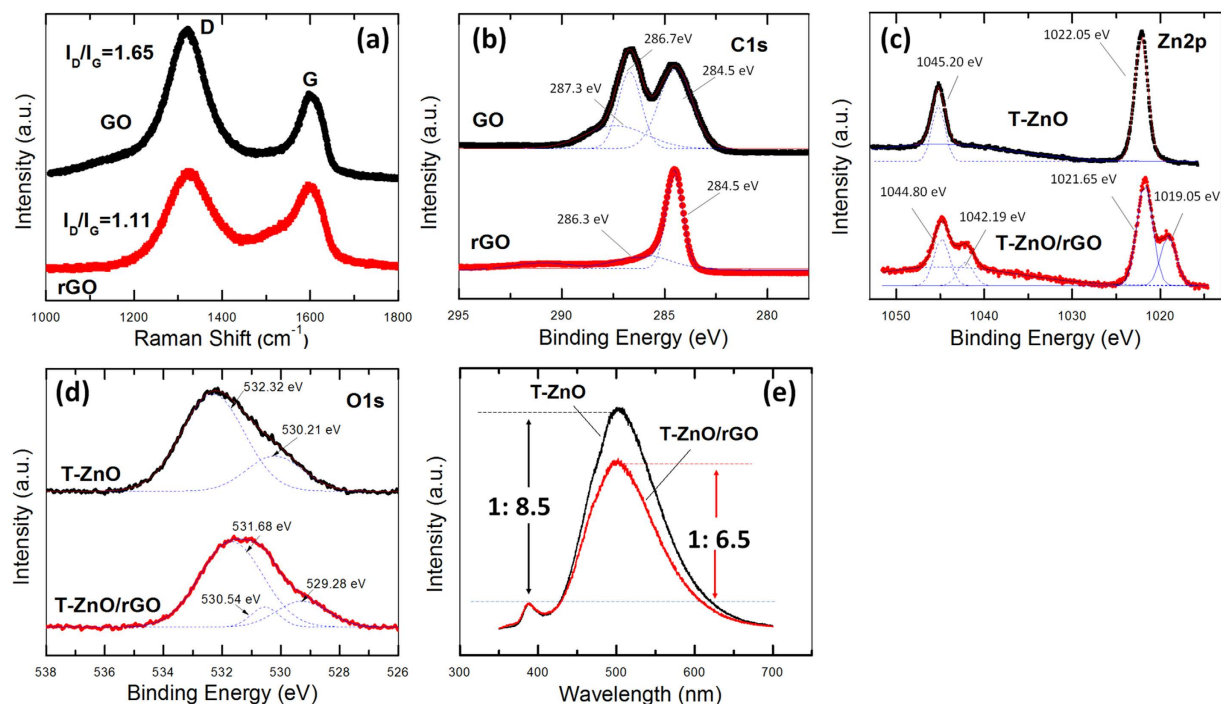 (a)
I_D/I_G=1.65
D
G
GO
I_D/I_G=1.11
rGO
Intensity (a.u.)
1000 1200 1400 1600 1800
Raman Shift (cm⁻¹)
(b)
C1s
286.7eV
287.3 eV
284.5 eV
GO
284.5 eV
286.3 eV
rGO
Intensity (a.u.)
295 290 285 280
Binding Energy (eV)
(c)
Zn2p
1022.05 eV
1045.20 eV
T-ZnO
1044.80 eV
1042.19 eV
1021.65 eV
1019.05 eV
T-ZnO/rGO
Intensity (a.u.)
1050 1040 1030 1020
Binding Energy (eV)
(d)
O1s
532.32 eV
530.21 eV
T-ZnO
531.68 eV
529.28 eV
530.54 eV
T-ZnO/rGO
Intensity (a.u.)
538 536 534 532 530 528 526
Binding Energy (eV)
(e)
T-ZnO
T-ZnO/rGO
1: 8.5
1: 6.5
Intensity (a.u.)
300 400 500 600 700
Wavelength (nm)